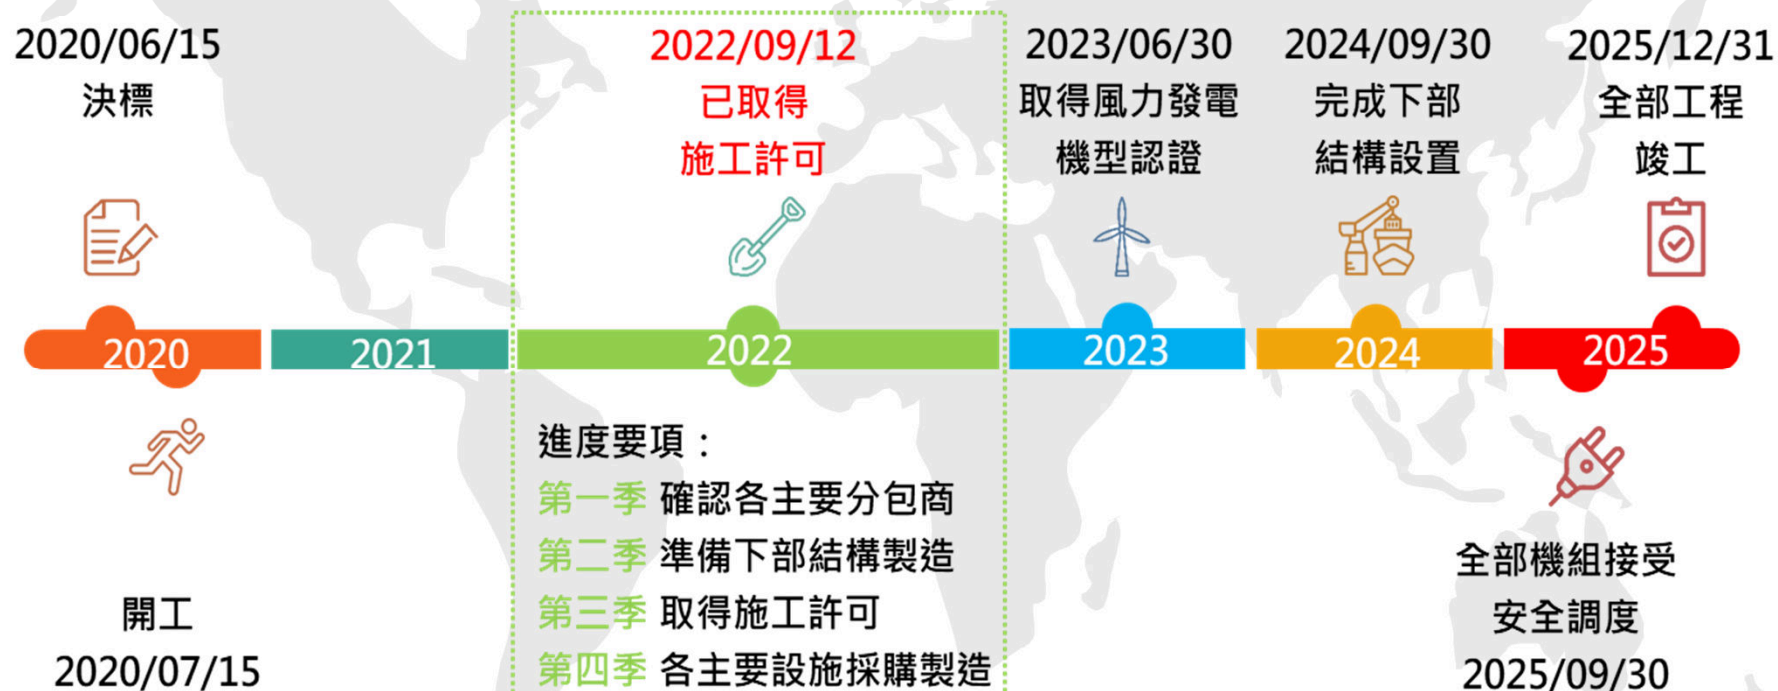 2020/06/15
決標
2022/09/12
已取得
施工許可
2023/06/30
取得風力發電
機型認證
2024/09/30
完成下部
結構設置
2025/12/31
全部工程
竣工
2020
2021
2022
2023
2024
2025
開工
2020/07/15
進度要項：
第一季 確認各主要分包商
第二季 準備下部結構製造
第三季 取得施工許可
第四季 各主要設施採購製造
全部機組接受
安全調度
2025/09/30